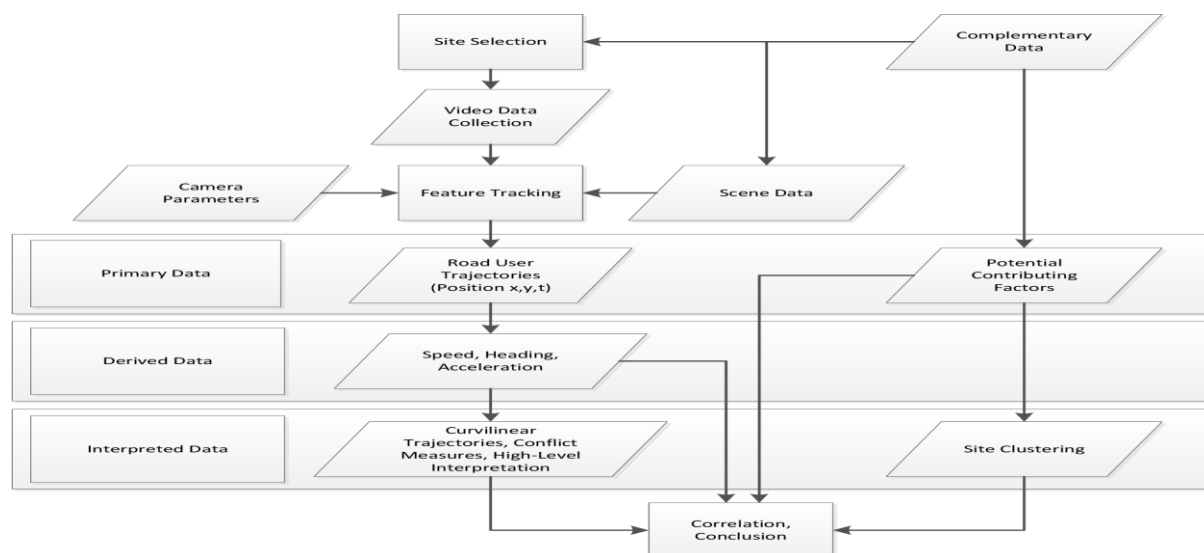 Site Selection
Complementary
Data
Video Data
Collection
Camera
Parameters
Feature Tracking
Scene Data
Primary Data
Road User
Trajectories
(Position x,y,t)
Potential
Contributing
Factors
Derived Data
Speed, Heading,
Acceleration
Interpreted Data
Curvilinear
Trajectories, Conflict
Measures, High-Level
Interpretation
Site Clustering
Correlation,
Conclusion